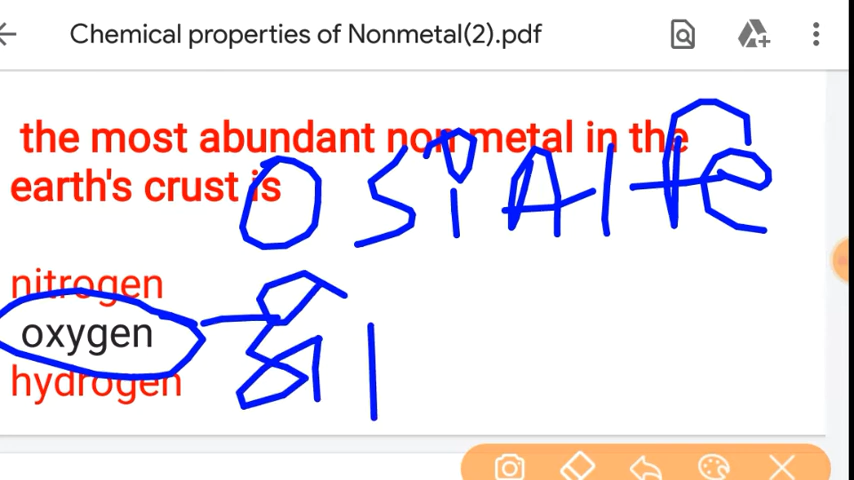 Chemical properties of Nonmetal(2).pdf
the most abundant non metal in the
earth's crust is
O Si Al Fe
nitrogen
oxygen
hydrogen